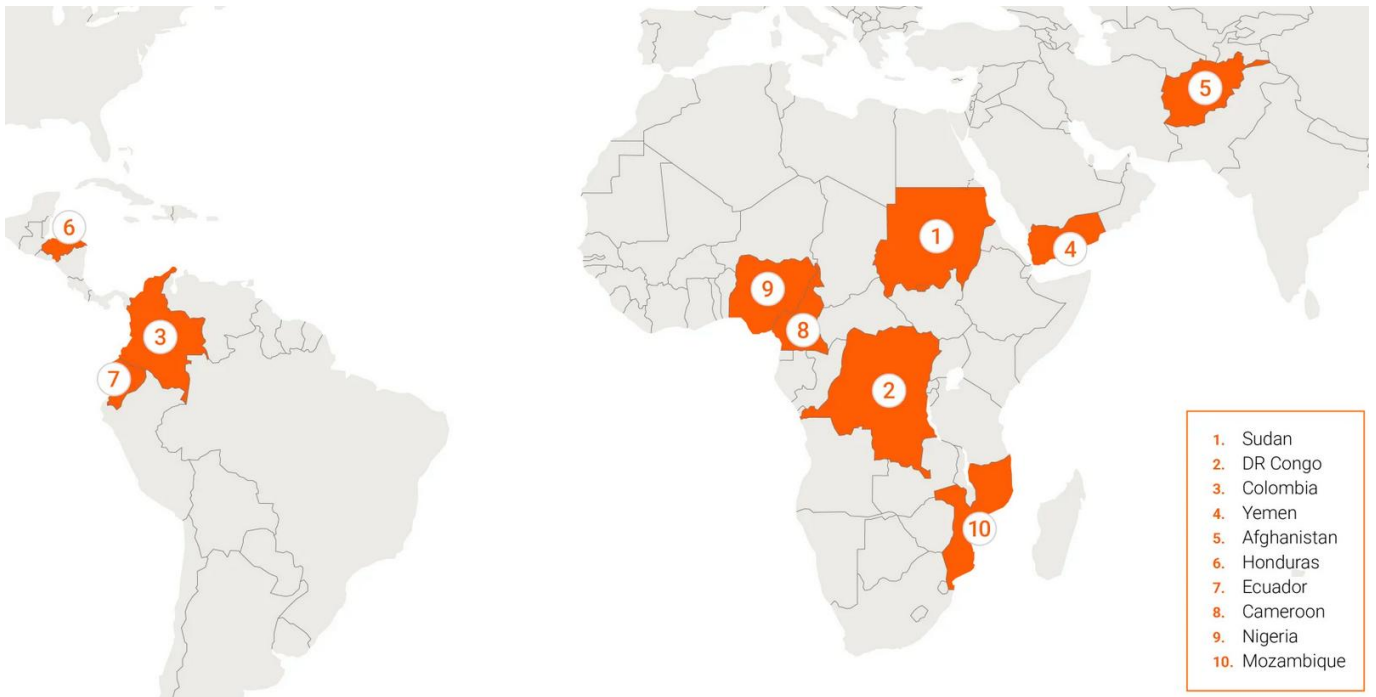 6
3
7
9
8
1
2
10
4
5
1. Sudan
2. DR Congo
3. Colombia
4. Yemen
5. Afghanistan
6. Honduras
7. Ecuador
8. Cameroon
9. Nigeria
10. Mozambique